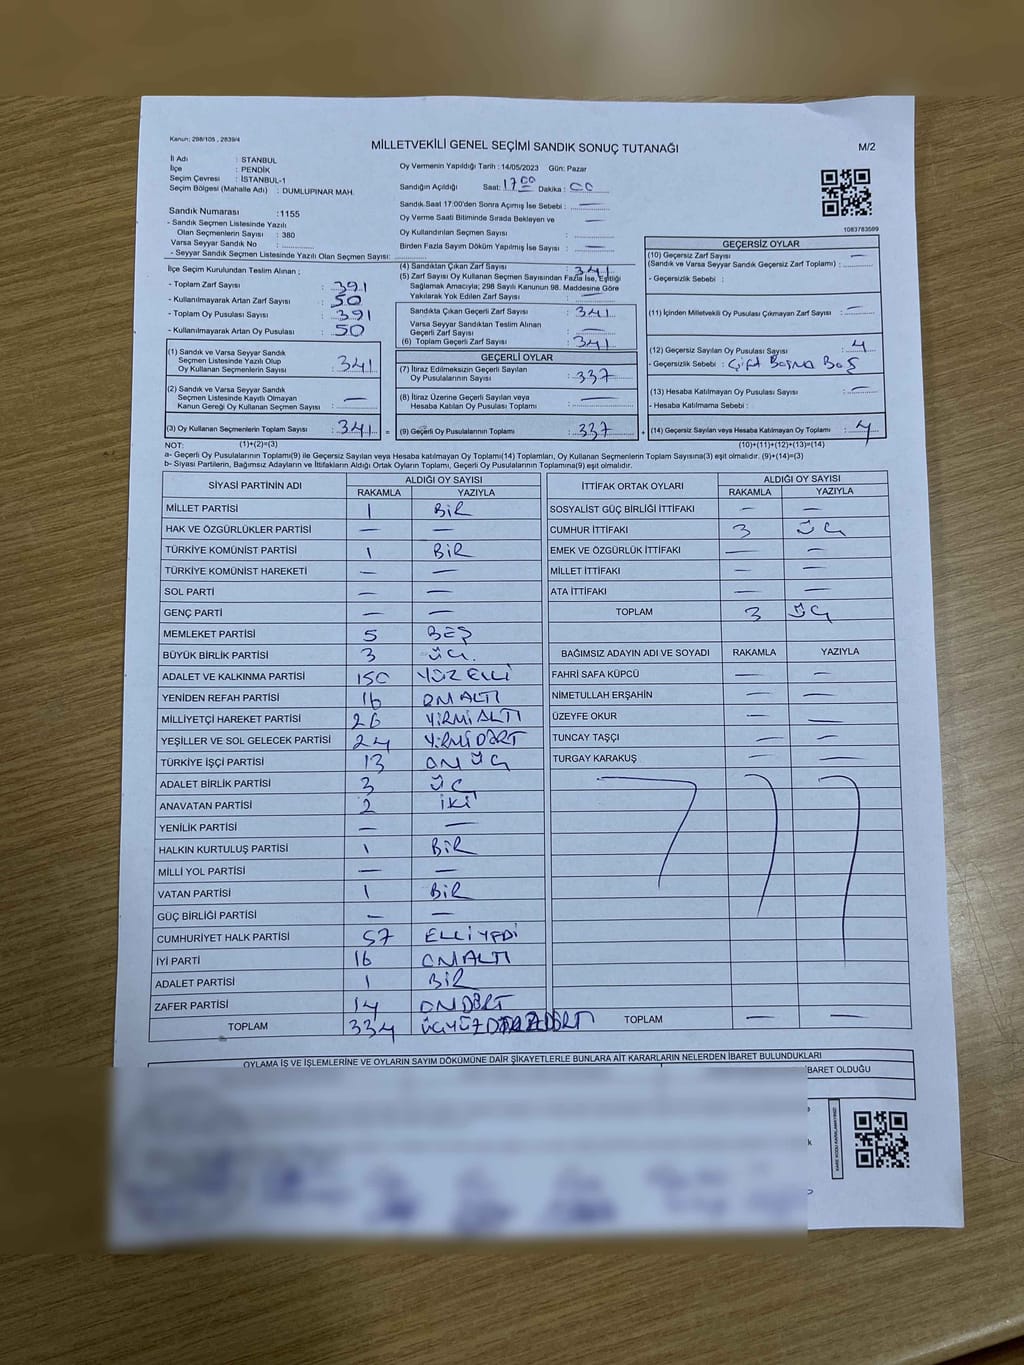 Kanun: 298/105 , 2839/4
MİLLETVEKİLİ GENEL SEÇİMİ SANDIK SONUÇ TUTANAĞI
M/2
İl Adı : STANBUL
İlçe : PENDİK
Seçim Çevresi : İSTANBUL-1
Seçim Bölgesi (Mahalle Adı) : DUMLUPINAR MAH.
Oy Vermenin Yapıldığı Tarih : 14/05/2023 Gün: Pazar
Sandığın Açıldığı Saat: 17 00 Dakika : 00
Sandık Saat 17:00'den Sonra Açımış İse Sebebi : —
Oy Verme Saati Bitiminde Sırada Bekleyen ve —
Oy Kullandırılan Seçmen Sayısı :
Birden Fazla Sayım Döküm Yapılmış İse Sayısı : —
Sandık Numarası : 1155
- Sandık Seçmen Listesinde Yazılı
Olan Seçmenlerin Sayısı : 380
Varsa Seyyar Sandık No :
- Seyyar Sandık Seçmen Listesinde Yazılı Olan Seçmen Sayısı:
1083783599
İlçe Seçim Kurulundan Teslim Alınan ;
- Toplam Zarf Sayısı : 391
- Kullanılmayarak Artan Zarf Sayısı : 50
- Toplam Oy Pusulası Sayısı : 391
- Kullanılmayarak Artan Oy Pusulası : 50
(1) Sandık ve Varsa Seyyar Sandık
Seçmen Listesinde Yazılı Olup
Oy Kullanan Seçmenlerin Sayısı : 341
(2) Sandık ve Varsa Seyyar Sandık
Seçmen Listesinde Kayıtlı Olmayan
Kanun Gereği Oy Kullanan Seçmen Sayısı : —
(3) Oy Kullanan Seçmenlerin Toplam Sayısı : 341
(4) Sandıktan Çıkan Zarf Sayısı : 341
(5) Zarf Sayısı Oy Kullanan Seçmen Sayısından Fazla İse, Eşitliği
Sağlamak Amacıyla; 298 Sayılı Kanunun 98. Maddesine Göre
Yakılarak Yok Edilen Zarf Sayısı : —
Sandıkta Çıkan Geçerli Zarf Sayısı : 341
Varsa Seyyar Sandıktan Teslim Alınan
Geçerli Zarf Sayısı : —
(6) Toplam Geçerli Zarf Sayısı : 341
GEÇERLİ OYLAR
(7) İtiraz Edilmeksizin Geçerli Sayılan
Oy Pusulalarının Sayısı : 337
(8) İtiraz Üzerine Geçerli Sayılan veya
Hesaba Katılan Oy Pusulası Toplamı : —
= (9) Geçerli Oy Pusulalarının Toplamı : 337
GEÇERSİZ OYLAR
(10) Geçersiz Zarf Sayısı : —
(Sandık ve Varsa Seyyar Sandık Geçersiz Zarf Toplamı) :
- Geçersizlik Sebebi :
(11) İçinden Milletvekili Oy Pusulası Çıkmayan Zarf Sayısı : —
(12) Geçersiz Sayılan Oy Pusulası Sayısı : 4
- Geçersizlik Sebebi : Çift Basma Boş
(13) Hesaba Katılmayan Oy Pusulası Sayısı : —
- Hesaba Katılmama Sebebi :
+ (14) Geçersiz Sayılan veya Hesaba Katılmayan Oy Toplamı : 4
NOT: (1)+(2)=(3) (10)+(11)+(12)+(13)=(14)
a- Geçerli Oy Pusulalarının Toplamı(9) ile Geçersiz Sayılan veya Hesaba katılmayan Oy Toplamı(14) Toplamları, Oy Kullanan Seçmenlerin Toplam Sayısına(3) eşit olmalıdır. (9)+(14)=(3)
b- Siyasi Partilerin, Bağımsız Adayların ve İttifakların Aldığı Ortak Oyların Toplamı, Geçerli Oy Pusulalarının Toplamına(9) eşit olmalıdır.
SİYASİ PARTİNİN ADI ALDIĞI OY SAYISI
RAKAMLA YAZIYLA
MİLLET PARTİSİ 1 BİR
HAK VE ÖZGÜRLÜKLER PARTİSİ — —
TÜRKİYE KOMÜNİST PARTİSİ 1 BİR
TÜRKİYE KOMÜNİST HAREKETİ — —
SOL PARTİ — —
GENÇ PARTİ — —
MEMLEKET PARTİSİ 5 BEŞ
BÜYÜK BİRLİK PARTİSİ 3 ÜÇ.
ADALET VE KALKINMA PARTİSİ 150 YÜZ ELLİ
YENİDEN REFAH PARTİSİ 16 ONALTI
MİLLİYETÇİ HAREKET PARTİSİ 26 YİRMİ ALTI
YEŞİLLER VE SOL GELECEK PARTİSİ 24 YİRMİ DÖRT
TÜRKİYE İŞÇİ PARTİSİ 13 ON ÜÇ
ADALET BİRLİK PARTİSİ 3 ÜÇ
ANAVATAN PARTİSİ 2 İKİ
YENİLİK PARTİSİ — —
HALKIN KURTULUŞ PARTİSİ 1 BİR
MİLLİ YOL PARTİSİ — —
VATAN PARTİSİ 1 BİR
GÜÇ BİRLİĞİ PARTİSİ — —
CUMHURİYET HALK PARTİSİ 57 ELLİ YEDİ
İYİ PARTİ 16 ONALTI
ADALET PARTİSİ 1 BİR
ZAFER PARTİSİ 14 ONDÖRT
TOPLAM 334
İTTİFAK ORTAK OYLARI ALDIĞI OY SAYISI
RAKAMLA YAZIYLA
SOSYALİST GÜÇ BİRLİĞİ İTTİFAKI — —
CUMHUR İTTİFAKI 3 ÜÇ
EMEK VE ÖZGÜRLÜK İTTİFAKI — —
MİLLET İTTİFAKI — —
ATA İTTİFAKI — —
TOPLAM 3 ÜÇ
BAĞIMSIZ ADAYIN ADI VE SOYADI RAKAMLA YAZIYLA
FAHRİ SAFA KÜPCÜ — —
NİMETULLAH ERŞAHİN — —
ÜZEYFE OKUR — —
TUNCAY TAŞÇI — —
TURGAY KARAKUŞ — —
TOPLAM — —
OYLAMA İŞ VE İŞLEMLERİNE VE OYLARIN SAYIM DÖKÜMÜNE DAİR ŞİKAYETLERLE BUNLARA AİT KARARLARIN NELERDEN İBARET BULUNDUKLARI
İBARET OLDUĞU